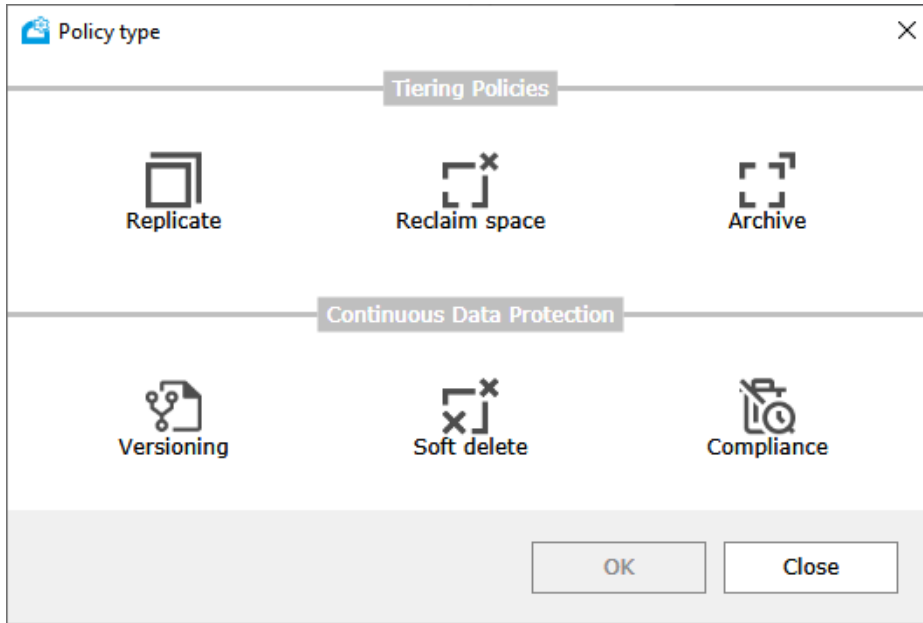 Policy type
Tiering Policies
Replicate
Reclaim space
Archive
Continuous Data Protection
Versioning
Soft delete
Compliance
OK
Close